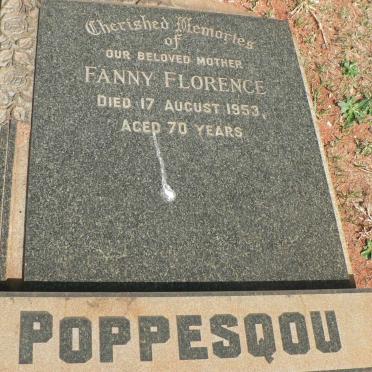 Cherished Memories
of
OUR BELOVED MOTHER
FANNY FLORENCE
DIED 17 AUGUST 1953,
AGED 70 YEARS
POPPESQOU